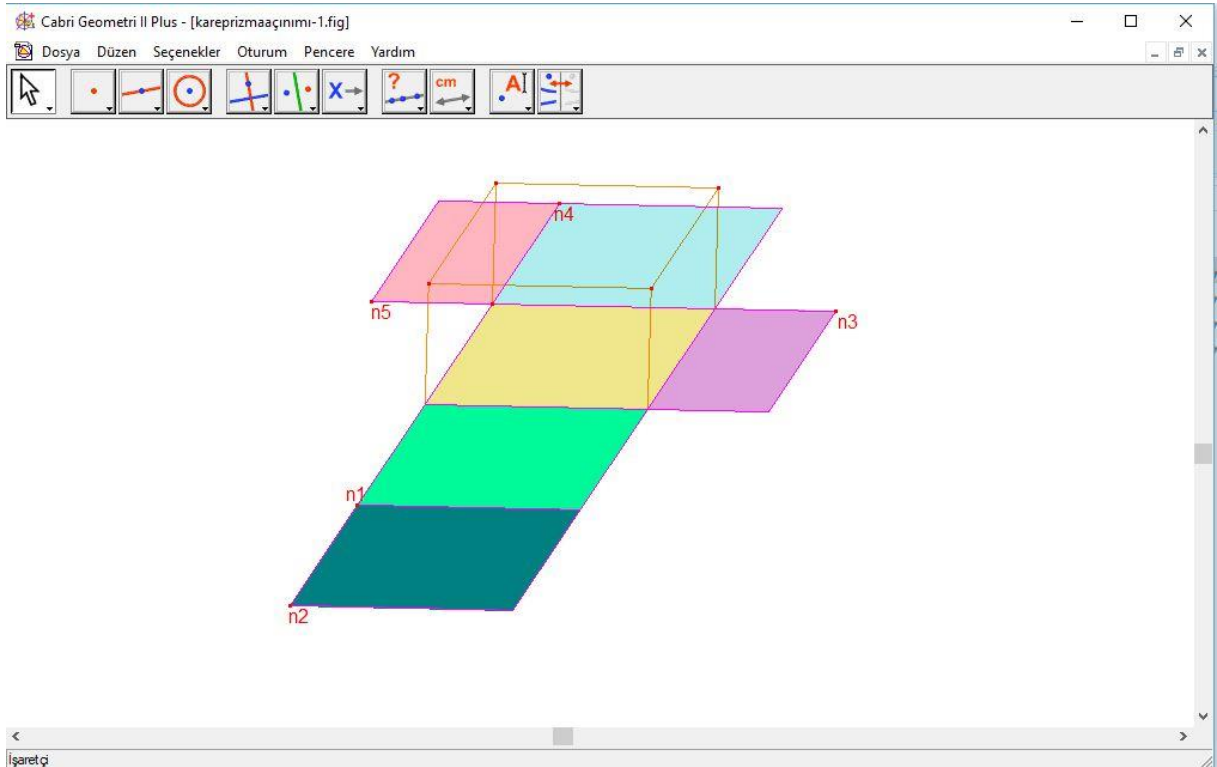 Cabri Geometri II Plus - [kareprizmaaçınımı-1.fig]
Dosya Düzen Seçenekler Oturum Pencere Yardım
? cm A
X
n4
n5
n3
n1
n2
İşaretçi